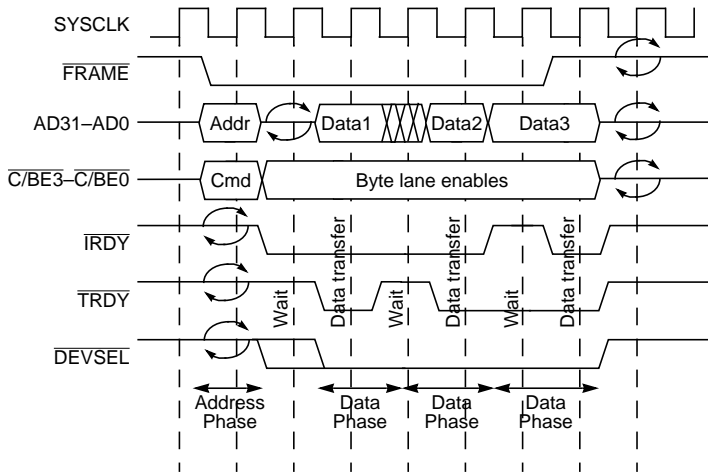 SYSCLK
FRAME
AD31–AD0
Addr
Data1
Data2
Data3
C/BE3–C/BE0
Cmd
Byte lane enables
IRDY
TRDY
DEVSEL
Wait
Data transfer
Wait
Data transfer
Wait
Data transfer
Address
Phase
Data
Phase
Data
Phase
Data
Phase